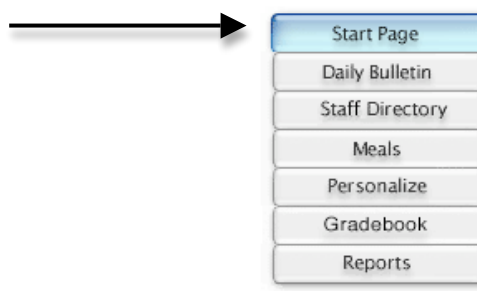 Start Page
Daily Bulletin
Staff Directory
Meals
Personalize
Gradebook
Reports